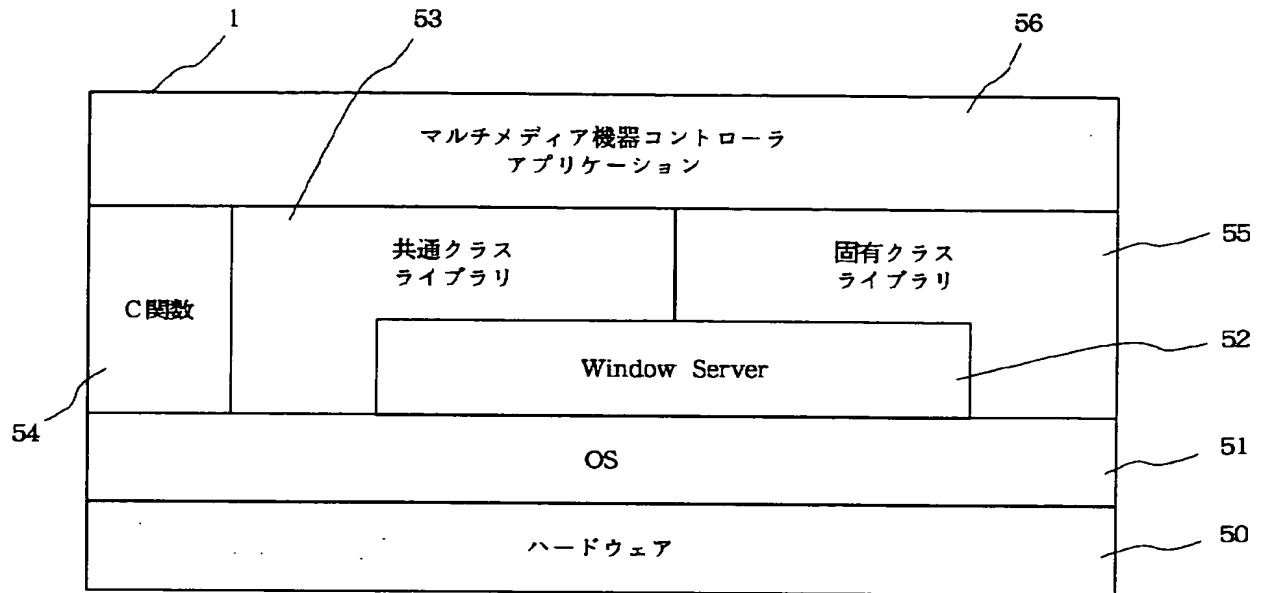 1
53
56
マルチメディア機器コントローラ
アプリケーション
共通クラス
ライブラリ
固有クラス
ライブラリ
55
C関数
Window Server
52
54
OS
51
ハードウェア
50